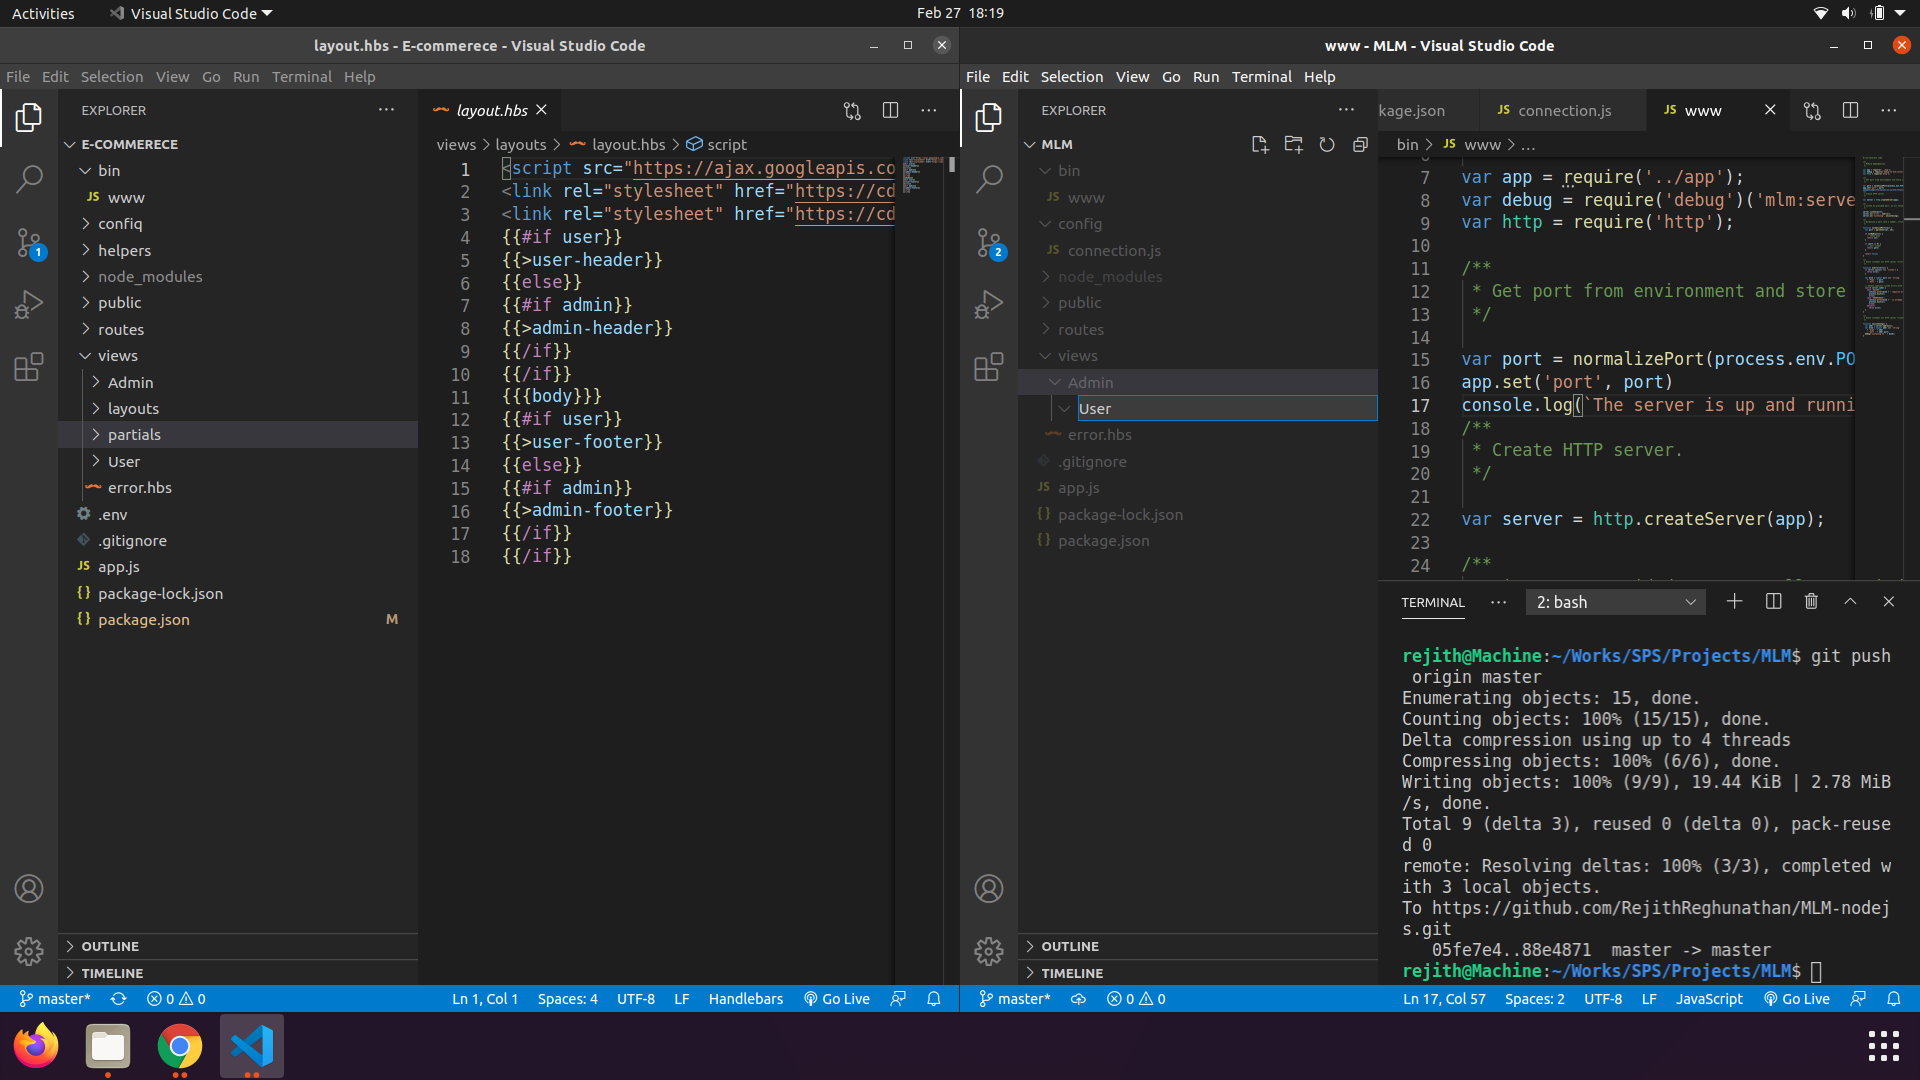 Activities
Visual Studio Code
Feb 27 18:19
layout.hbs - E-commerece - Visual Studio Code
File Edit Selection View Go Run Terminal Help
EXPLORER
E-COMMERECE
bin
JS www
config
helpers
node_modules
public
routes
views
Admin
layouts
partials
User
error.hbs
.env
.gitignore
JS app.js
{} package-lock.json
{} package.json M
OUTLINE
TIMELINE
1
layout.hbs
views > layouts > layout.hbs > script
1 <script src="https://ajax.googleapis.co
2 <link rel="stylesheet" href="https://cd
3 <link rel="stylesheet" href="https://cd
4 {{#if user}}
5 {{>user-header}}
6 {{else}}
7 {{#if admin}}
8 {{>admin-header}}
9 {{/if}}
10 {{/if}}
11 {{{body}}}
12 {{#if user}}
13 {{>user-footer}}
14 {{else}}
15 {{#if admin}}
16 {{>admin-footer}}
17 {{/if}}
18 {{/if}}
master* 0 0 Ln 1, Col 1 Spaces: 4 UTF-8 LF Handlebars Go Live
www - MLM - Visual Studio Code
File Edit Selection View Go Run Terminal Help
EXPLORER
MLM
bin
JS www
config
JS connection.js
node_modules
public
routes
views
Admin
User
error.hbs
.gitignore
JS app.js
{} package-lock.json
{} package.json
OUTLINE
TIMELINE
2
kage.json JS connection.js JS www
bin > JS www > ...
7 var app = require('../app');
8 var debug = require('debug')('mlm:serve
9 var http = require('http');
10
11 /**
12 * Get port from environment and store
13 */
14
15 var port = normalizePort(process.env.PO
16 app.set('port', port)
17 console.log(`The server is up and runni
18 /**
19 * Create HTTP server.
20 */
21
22 var server = http.createServer(app);
23
24 /**
TERMINAL
2: bash
rejith@Machine:~/Works/SPS/Projects/MLM$ git push
origin master
Enumerating objects: 15, done.
Counting objects: 100% (15/15), done.
Delta compression using up to 4 threads
Compressing objects: 100% (6/6), done.
Writing objects: 100% (9/9), 19.44 KiB | 2.78 MiB
/s, done.
Total 9 (delta 3), reused 0 (delta 0), pack-reuse
d 0
remote: Resolving deltas: 100% (3/3), completed w
ith 3 local objects.
To https://github.com/RejithReghunathan/MLM-nodej
s.git
05fe7e4..88e4871 master -> master
rejith@Machine:~/Works/SPS/Projects/MLM$
master* 0 0 Ln 17, Col 57 Spaces: 2 UTF-8 LF JavaScript Go Live